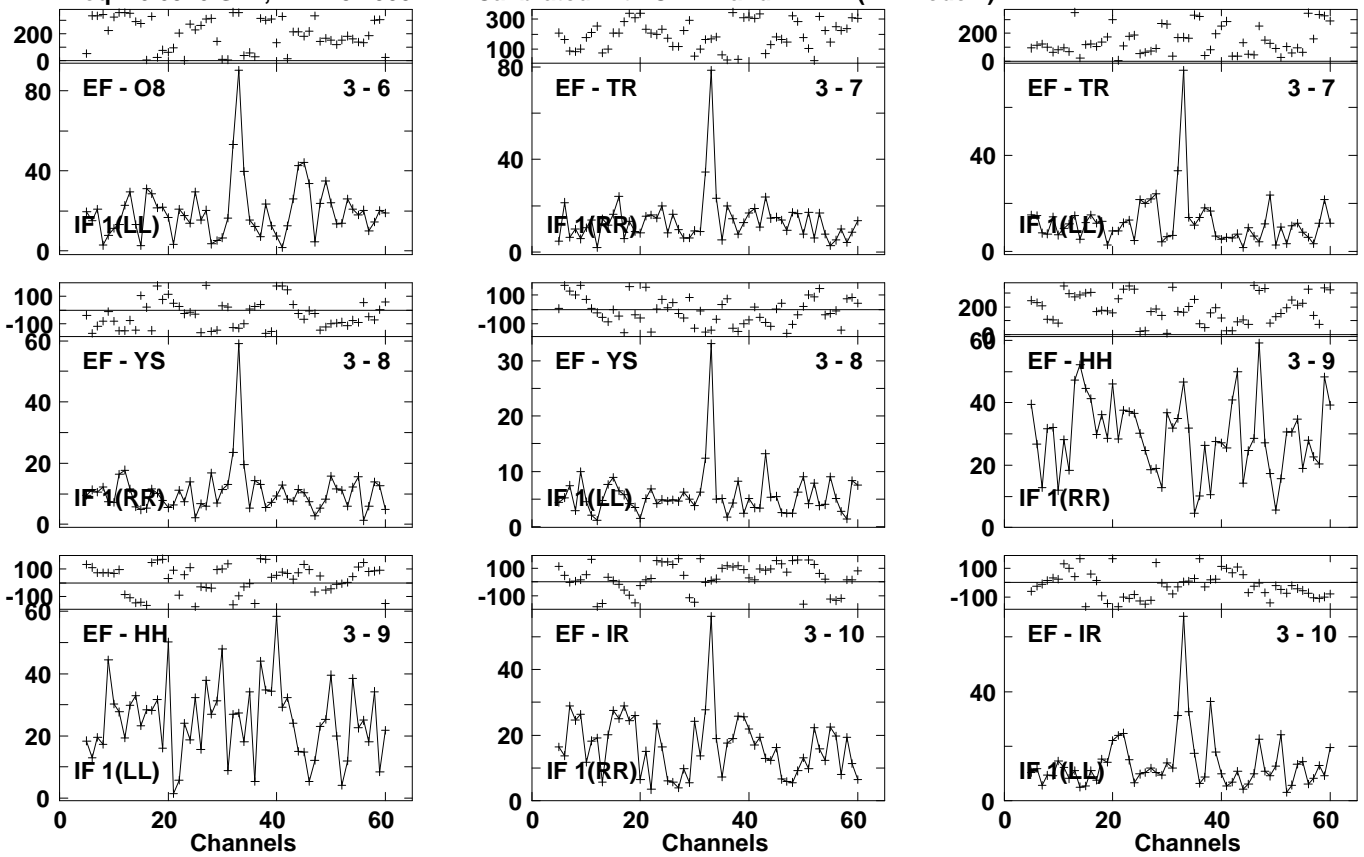 200
0
300
100
200
0
EF - O8 3 - 6
80
40
0
IF 1(LL)
EF - TR 3 - 7
80
40
0
IF 1(RR)
EF - TR 3 - 7
80
40
0
IF 1(LL)
100
-100
100
-100
200
0
EF - YS 3 - 8
60
40
20
0
IF 1(RR)
EF - YS 3 - 8
30
20
10
0
IF 1(LL)
EF - HH 3 - 9
60
40
20
0
IF 1(RR)
100
-100
100
-100
100
-100
EF - HH 3 - 9
60
40
20
0
IF 1(LL)
EF - IR 3 - 10
40
0
IF 1(RR)
EF - IR 3 - 10
40
0
IF 1(LL)
0 20 40 60
Channels
0 20 40 60
Channels
0 20 40 60
Channels